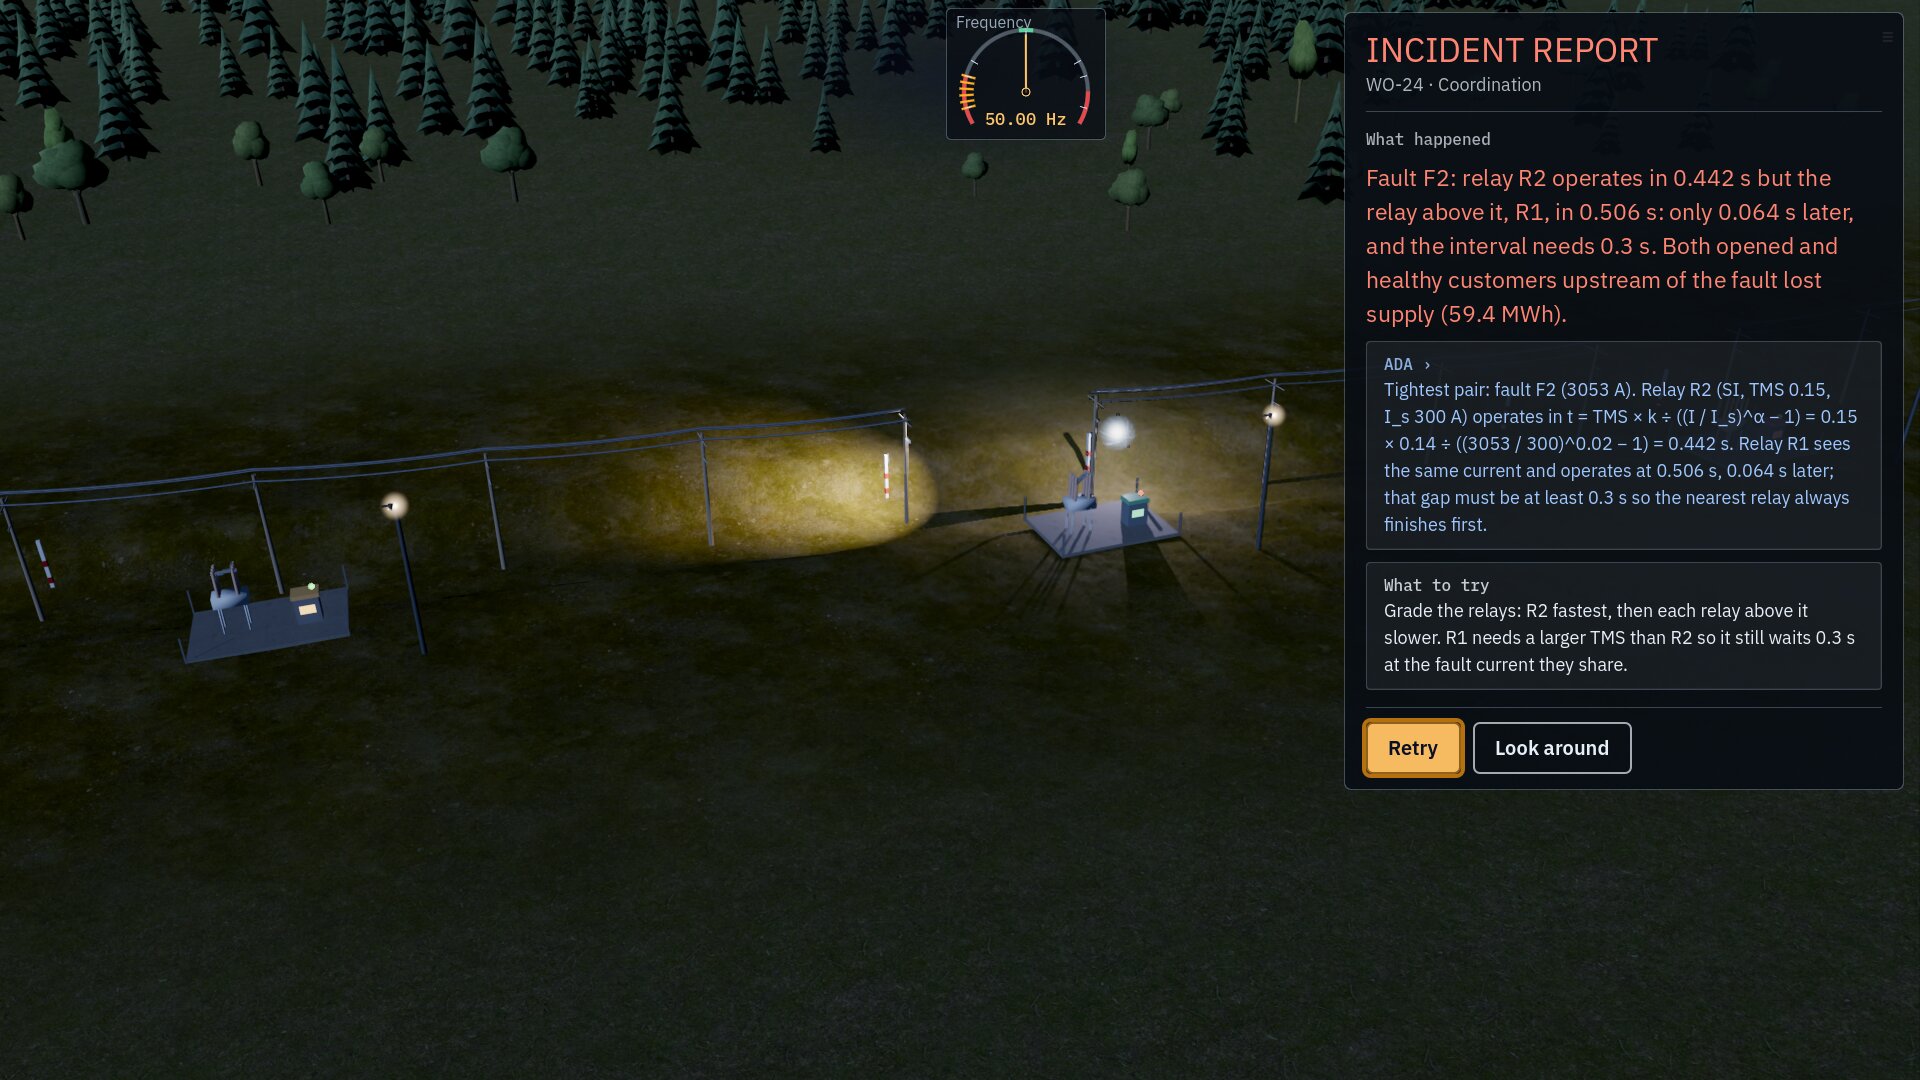 Frequency
50.00 Hz
INCIDENT REPORT
WO-24 · Coordination
What happened
Fault F2: relay R2 operates in 0.442 s but the
relay above it, R1, in 0.506 s: only 0.064 s later,
and the interval needs 0.3 s. Both opened and
healthy customers upstream of the fault lost
supply (59.4 MWh).
ADA ›
Tightest pair: fault F2 (3053 A). Relay R2 (SI, TMS 0.15,
I_s 300 A) operates in t = TMS × k ÷ ((I / I_s)^α − 1) = 0.15
× 0.14 ÷ ((3053 / 300)^0.02 − 1) = 0.442 s. Relay R1 sees
the same current and operates at 0.506 s, 0.064 s later;
that gap must be at least 0.3 s so the nearest relay always
finishes first.
What to try
Grade the relays: R2 fastest, then each relay above it
slower. R1 needs a larger TMS than R2 so it still waits 0.3 s
at the fault current they share.
Retry
Look around